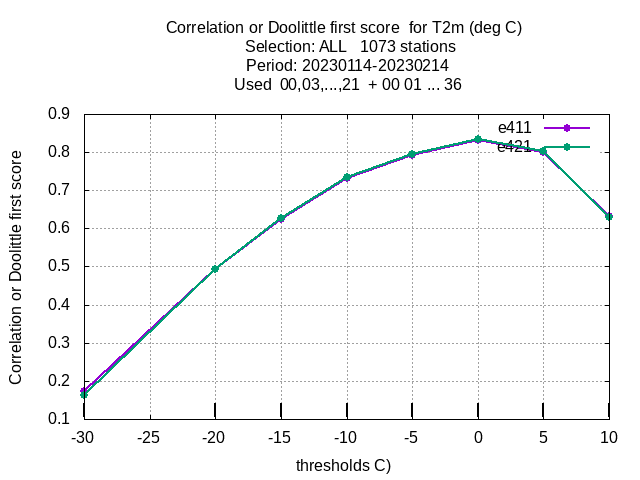 Correlation or Doolittle first score  for T2m (deg C)
Selection: ALL   1073 stations
Period: 20230114-20230214
Used  00,03,...,21  + 00 01 ... 36
Correlation or Doolittle first score
0.9
0.8
0.7
0.6
0.5
0.4
0.3
0.2
0.1
e411
e421
-30 -25 -20 -15 -10 -5 0 5 10
thresholds C)